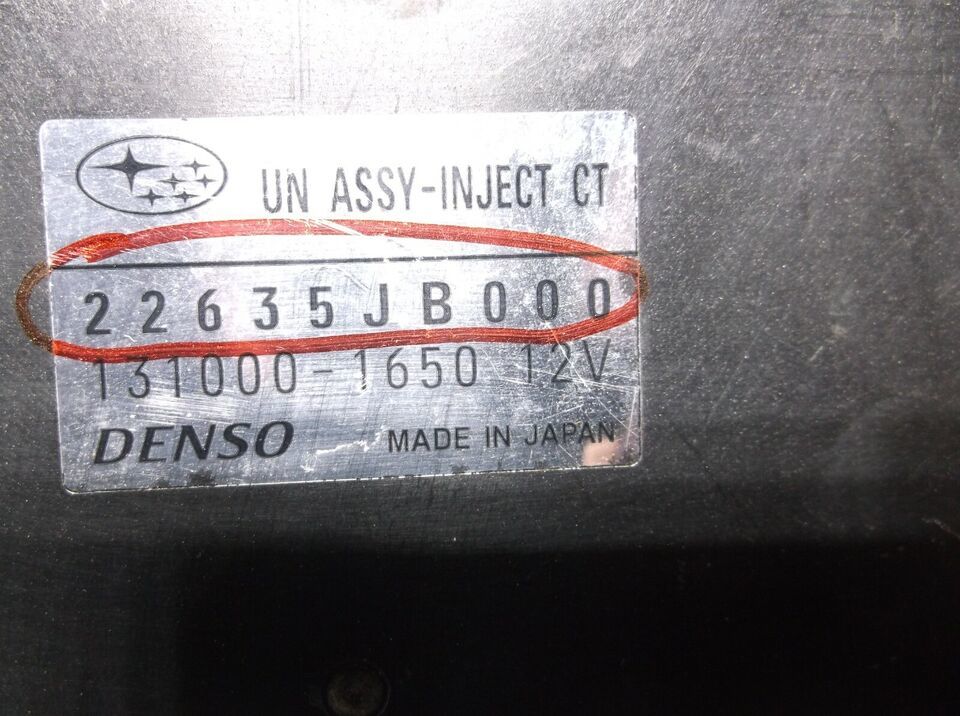 UN ASSY-INJECT CT
22635JB000
131000-1650 12V
DENSO MADE IN JAPAN